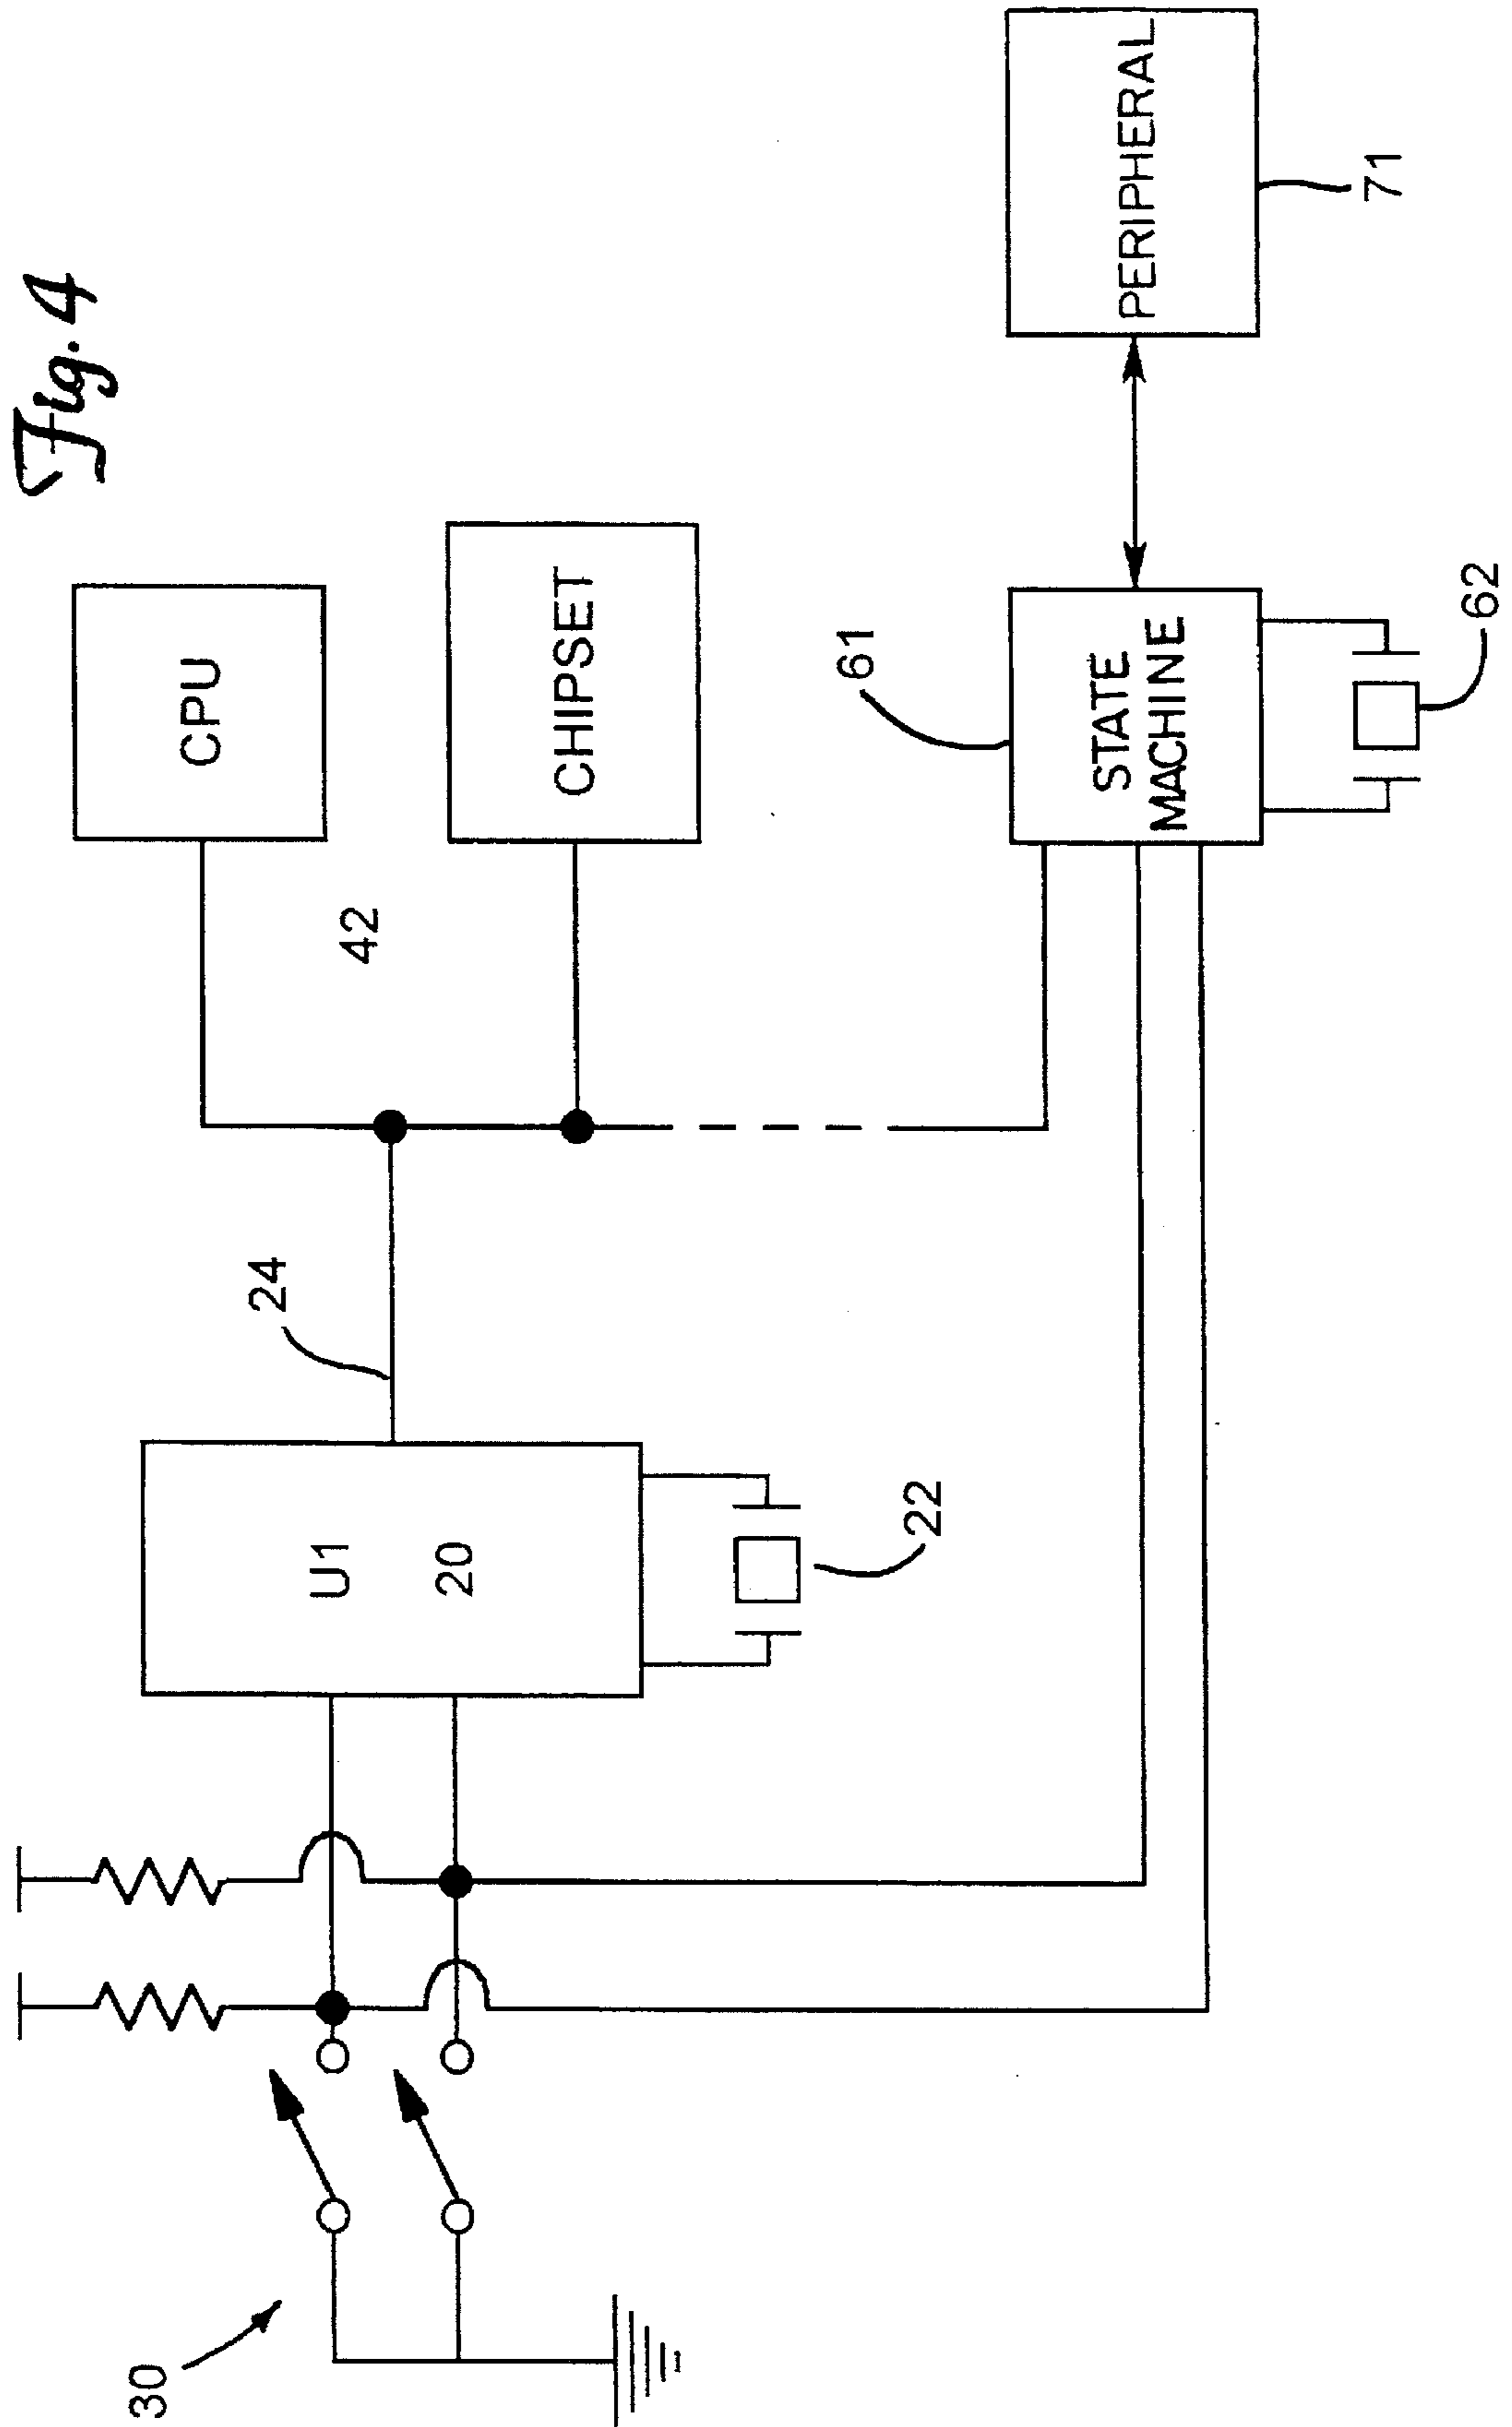 Fig. 4
30
U1
20
22
24
42
CPU
CHIPSET
61
STATE
MACHINE
62
PERIPHERAL
71